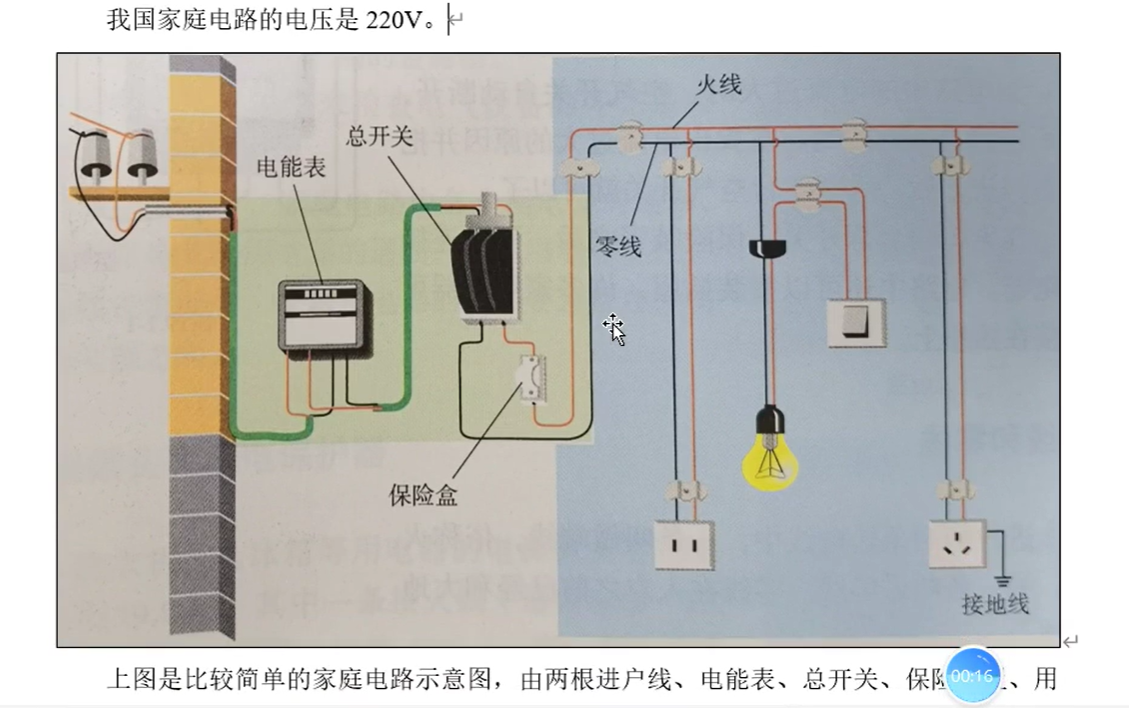 我国家庭电路的电压是 220V。
火线
总开关
电能表
零线
保险盒
接地线
上图是比较简单的家庭电路示意图，由两根进户线、电能表、总开关、保险
、用
00:16